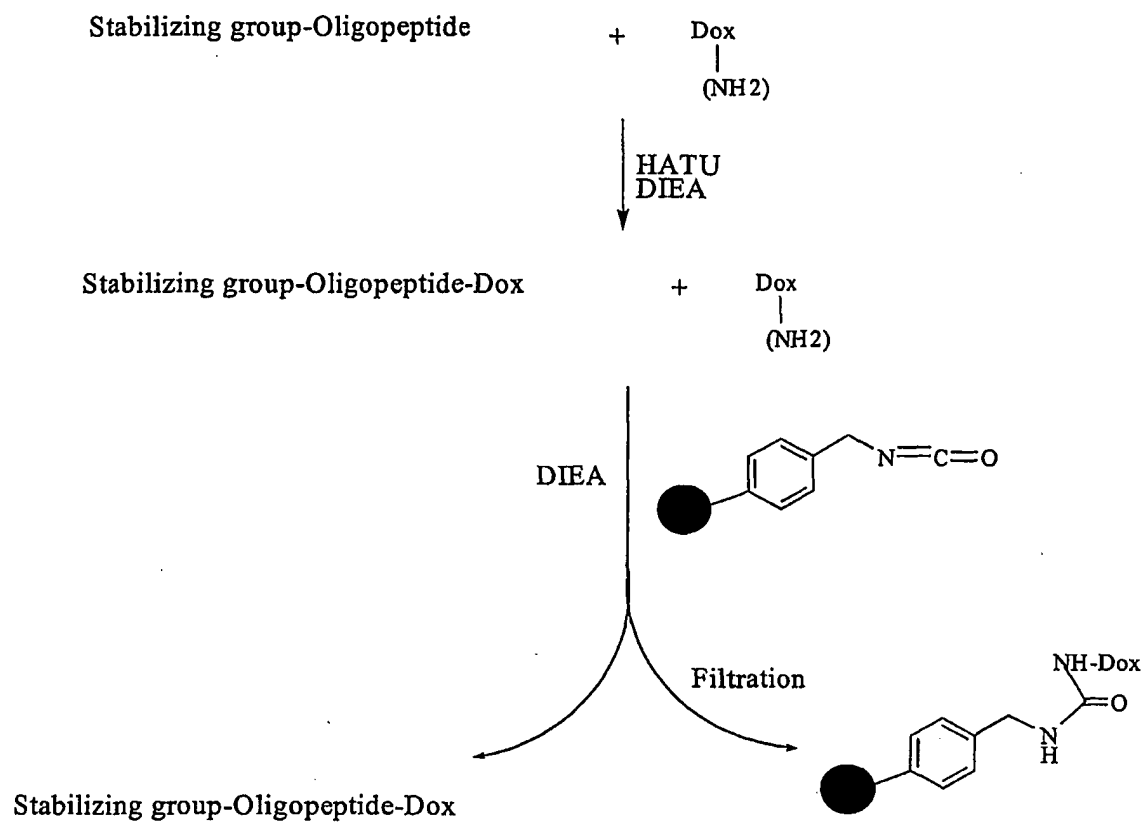 Stabilizing group-Oligopeptide + Dox
(NH2)
HATU
DIEA
Stabilizing group-Oligopeptide-Dox + Dox
(NH2)
DIEA
N=C=O
Filtration
NH-Dox
O
N
H
Stabilizing group-Oligopeptide-Dox